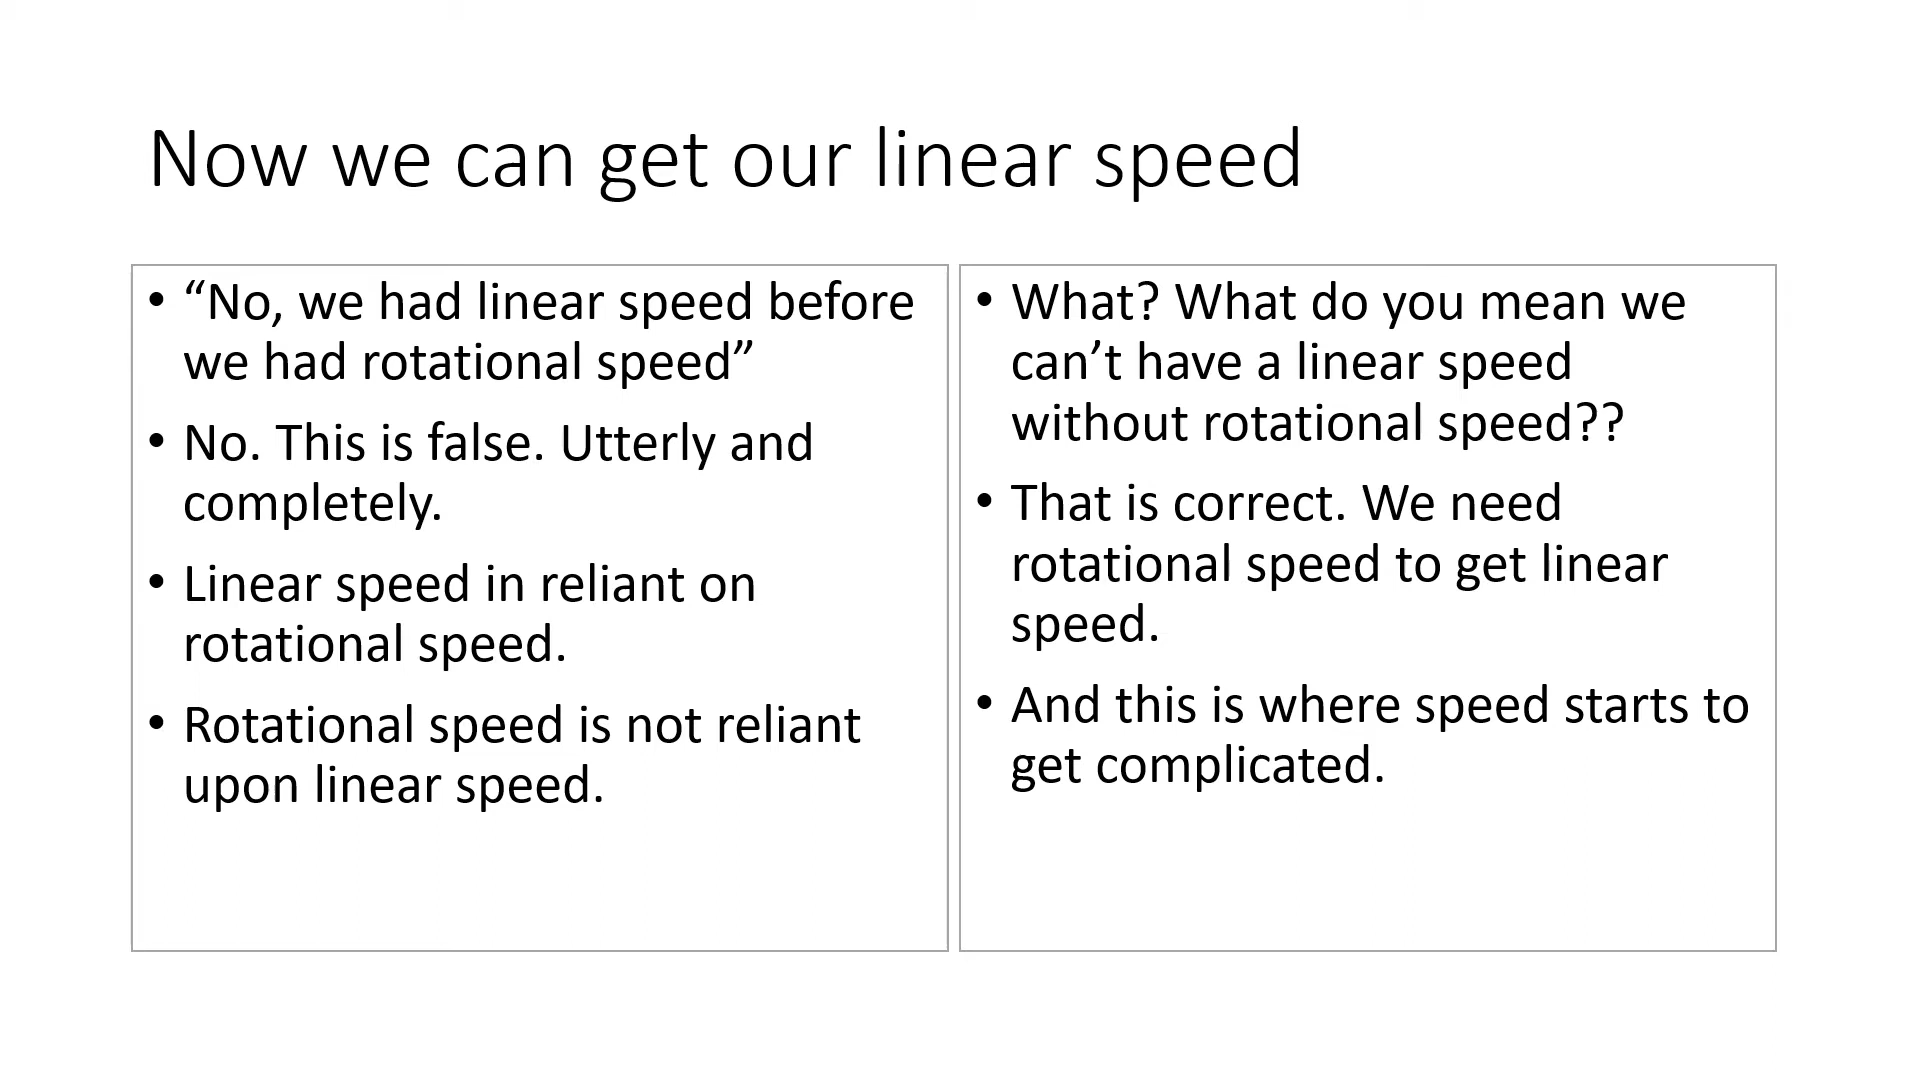 Now we can get our linear speed
• “No, we had linear speed before
we had rotational speed”
• No. This is false. Utterly and
completely.
• Linear speed in reliant on
rotational speed.
• Rotational speed is not reliant
upon linear speed.
• What? What do you mean we
can’t have a linear speed
without rotational speed??
• That is correct. We need
rotational speed to get linear
speed.
• And this is where speed starts to
get complicated.